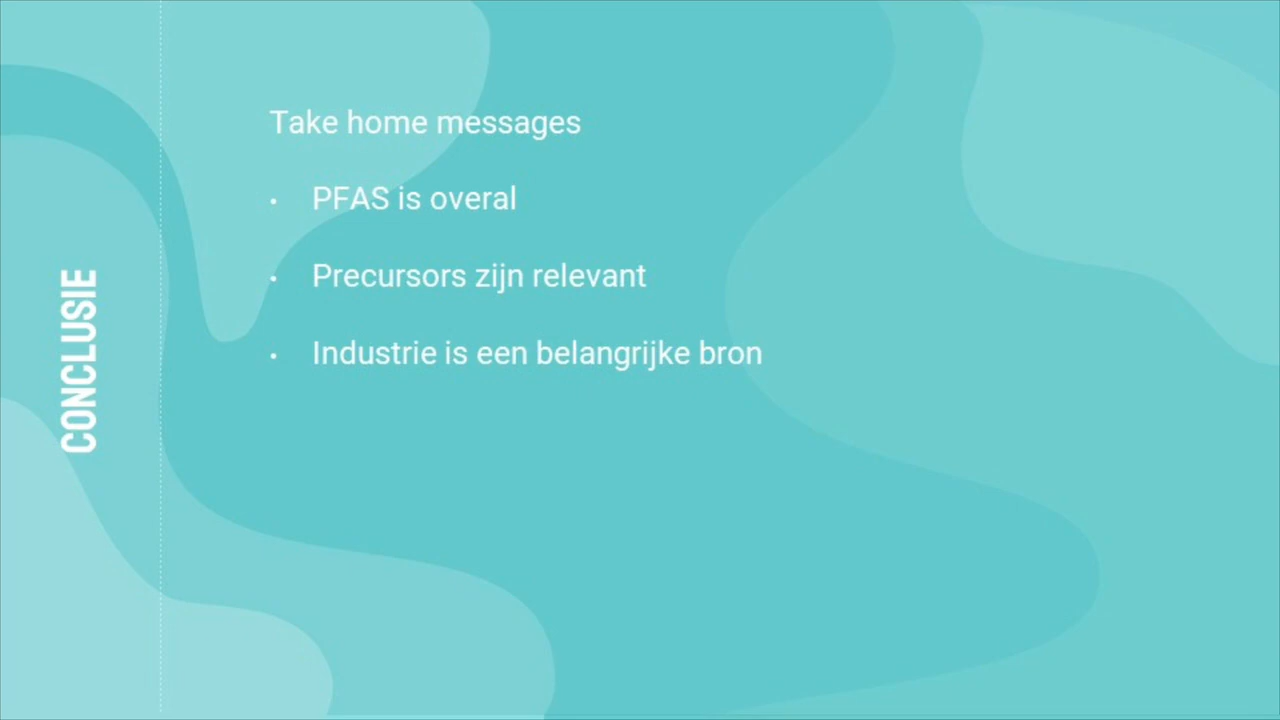 CONCLUSIE
Take home messages
• PFAS is overal
• Precursors zijn relevant
• Industrie is een belangrijke bron